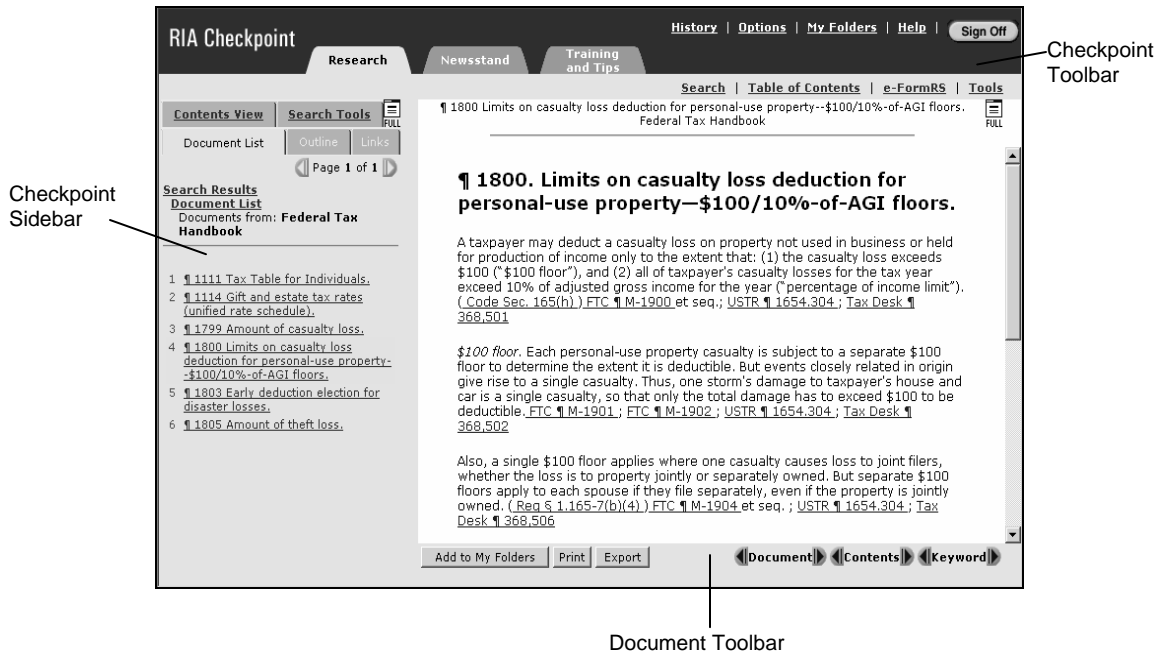 RIA Checkpoint
History | Options | My Folders | Help | Sign Off
Research
Newsstand
Training
and Tips
Checkpoint
Toolbar
Search | Table of Contents | e-FormRS | Tools
Contents View
Search Tools
FULL
Document List
Outline
Links
Page 1 of 1
Checkpoint
Sidebar
Search Results
Document List
Documents from: Federal Tax
Handbook
1 ¶ 1111 Tax Table for Individuals.
2 ¶ 1114 Gift and estate tax rates
(unified rate schedule).
3 ¶ 1799 Amount of casualty loss.
4 ¶ 1800 Limits on casualty loss
deduction for personal-use property-
-$100/10%-of-AGI floors.
5 ¶ 1803 Early deduction election for
disaster losses.
6 ¶ 1805 Amount of theft loss.
¶ 1800 Limits on casualty loss deduction for personal-use property--$100/10%-of-AGI floors.
Federal Tax Handbook
FULL
¶ 1800. Limits on casualty loss deduction for
personal-use property—$100/10%-of-AGI floors.
A taxpayer may deduct a casualty loss on property not used in business or held
for production of income only to the extent that: (1) the casualty loss exceeds
$100 ("$100 floor"), and (2) all of taxpayer's casualty losses for the tax year
exceed 10% of adjusted gross income for the year ("percentage of income limit").
( Code Sec. 165(h) ) FTC ¶ M-1900 et seq.; USTR ¶ 1654.304 ; Tax Desk ¶
368,501
$100 floor. Each personal-use property casualty is subject to a separate $100
floor to determine the extent it is deductible. But events closely related in origin
give rise to a single casualty. Thus, one storm's damage to taxpayer's house and
car is a single casualty, so that only the total damage has to exceed $100 to be
deductible. FTC ¶ M-1901 ; FTC ¶ M-1902 ; USTR ¶ 1654.304 ; Tax Desk ¶
368,502
Also, a single $100 floor applies where one casualty causes loss to joint filers,
whether the loss is to property jointly or separately owned. But separate $100
floors apply to each spouse if they file separately, even if the property is jointly
owned. ( Reg § 1.165-7(b)(4) ) FTC ¶ M-1904 et seq. ; USTR ¶ 1654.304 ; Tax
Desk ¶ 368,506
Add to My Folders
Print
Export
Document
Contents
Keyword
Document Toolbar